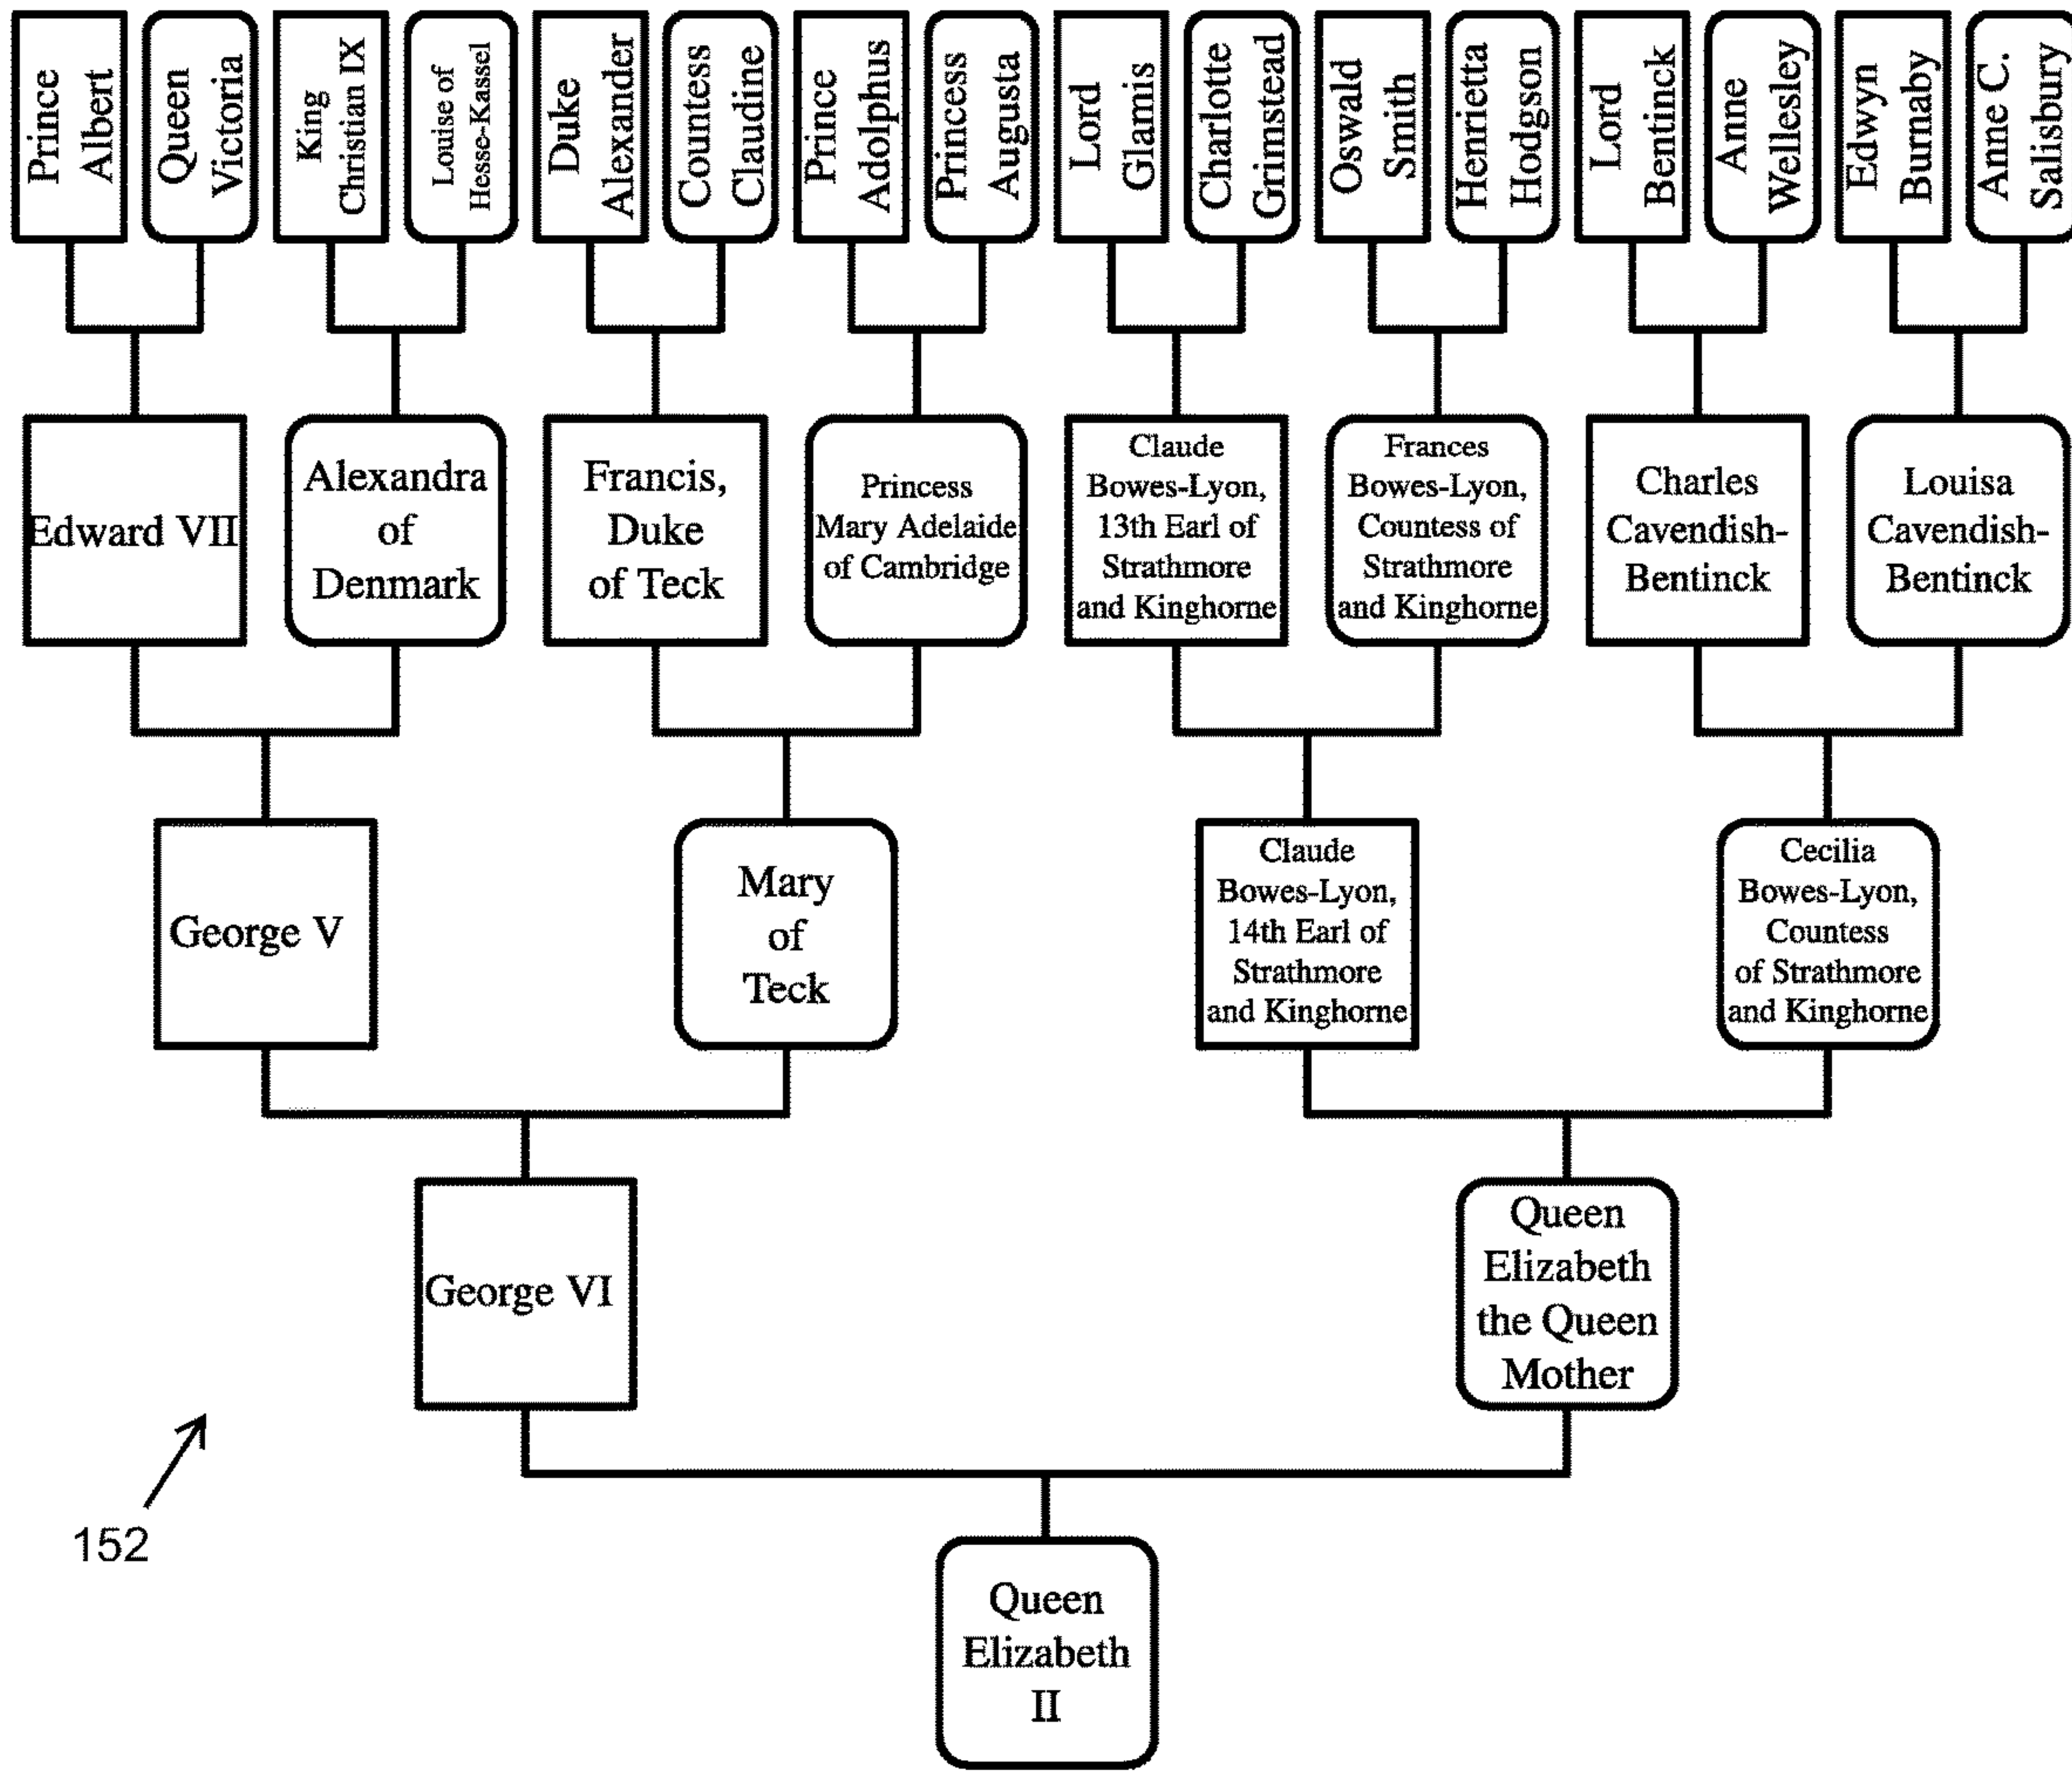 Prince
Albert
Queen
Victoria
King
Christian IX
Louise of
Hesse-Kassel
Duke
Alexander
Countess
Claudine
Prince
Adolphus
Princess
Augusta
Lord
Glamis
Charlotte
Grimstead
Oswald
Smith
Henrietta
Hodgson
Lord
Bentinck
Anne
Wellesley
Edwyn
Burnaby
Anne C.
Salisbury
Edward VII
Alexandra
of
Denmark
Francis,
Duke
of Teck
Princess
Mary Adelaide
of Cambridge
Claude
Bowes-Lyon,
13th Earl of
Strathmore
and Kinghorne
Frances
Bowes-Lyon,
Countess of
Strathmore
and Kinghorne
Charles
Cavendish-
Bentinck
Louisa
Cavendish-
Bentinck
George V
Mary
of
Teck
Claude
Bowes-Lyon,
14th Earl of
Strathmore
and Kinghorne
Cecilia
Bowes-Lyon,
Countess
of Strathmore
and Kinghorne
George VI
Queen
Elizabeth
the Queen
Mother
152
Queen
Elizabeth
II